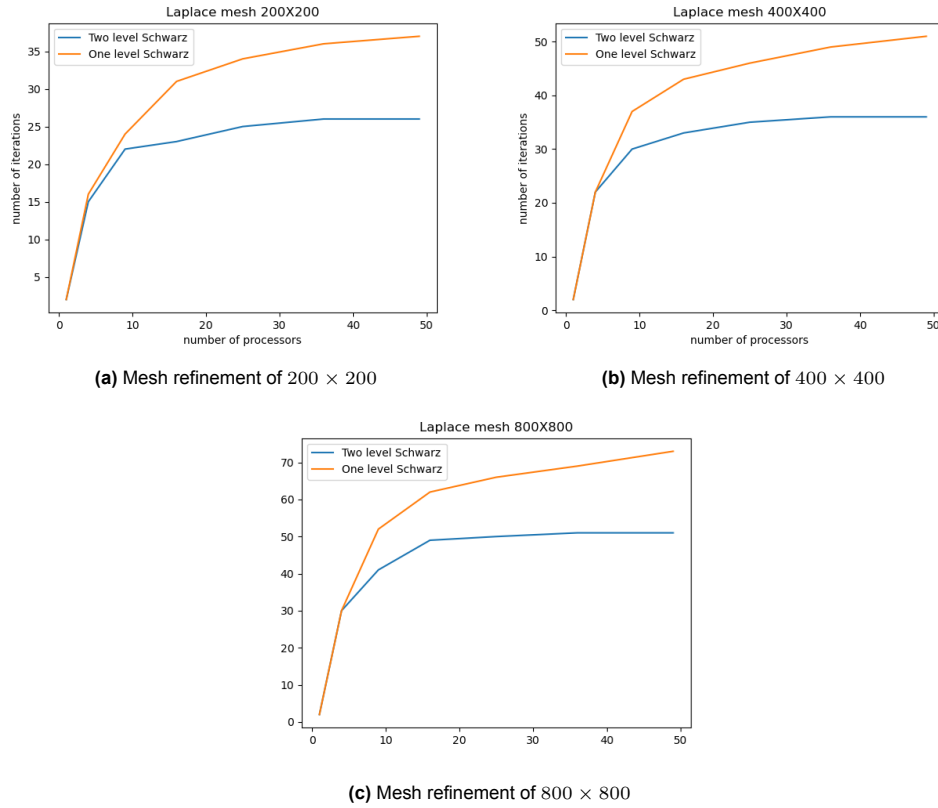 Laplace mesh 200X200
Two level Schwarz
One level Schwarz
35
30
25
20
15
10
5
number of iterations
0 10 20 30 40 50
number of processors
(a) Mesh refinement of 200 × 200
Laplace mesh 400X400
Two level Schwarz
One level Schwarz
50
40
30
20
10
0
number of iterations
0 10 20 30 40 50
number of processors
(b) Mesh refinement of 400 × 400
Laplace mesh 800X800
Two level Schwarz
One level Schwarz
70
60
50
40
30
20
10
0
0 10 20 30 40 50
(c) Mesh refinement of 800 × 800